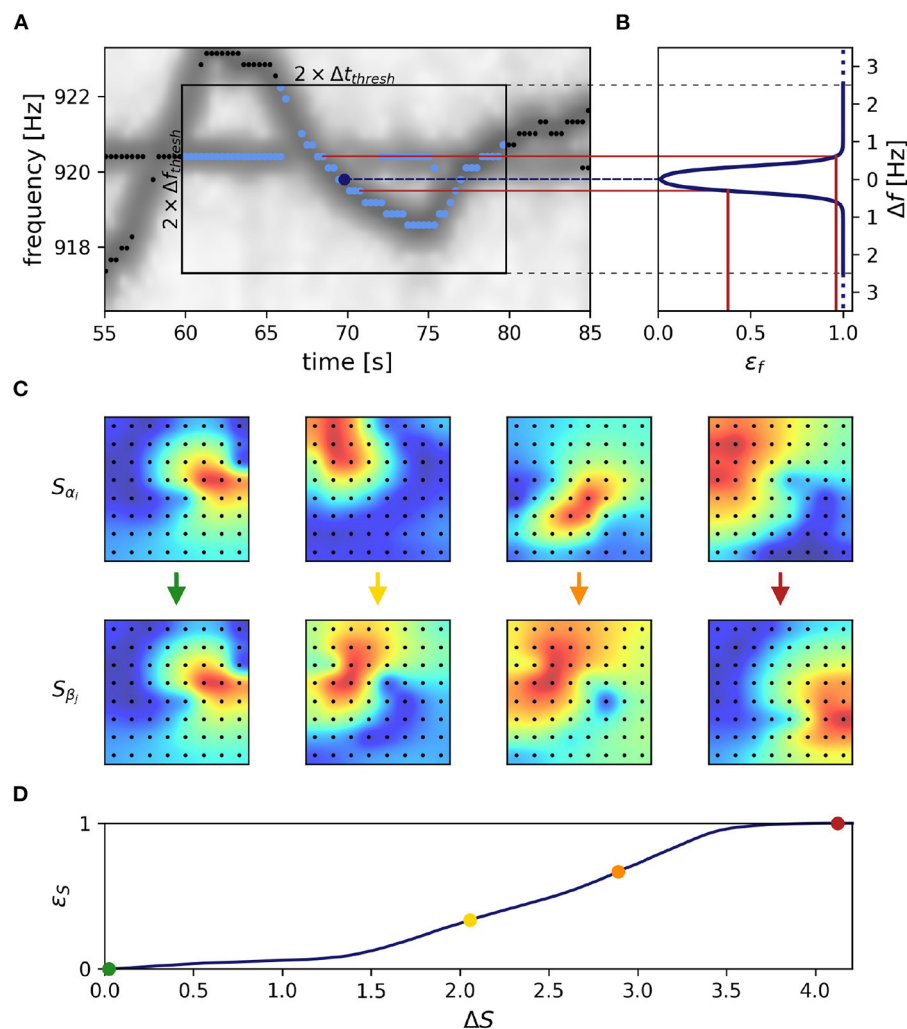 A
B
2 × Δt_thresh
2 × Δf_thresh
922
920
918
frequency [Hz]
55 60 65 70 75 80 85
time [s]
3
2
1
0
1
2
3
Δf [Hz]
0.0 0.5 1.0
ε_f
C
S_α_i
S_β_j
D
1
0
ε_S
0.0 0.5 1.0 1.5 2.0 2.5 3.0 3.5 4.0
ΔS